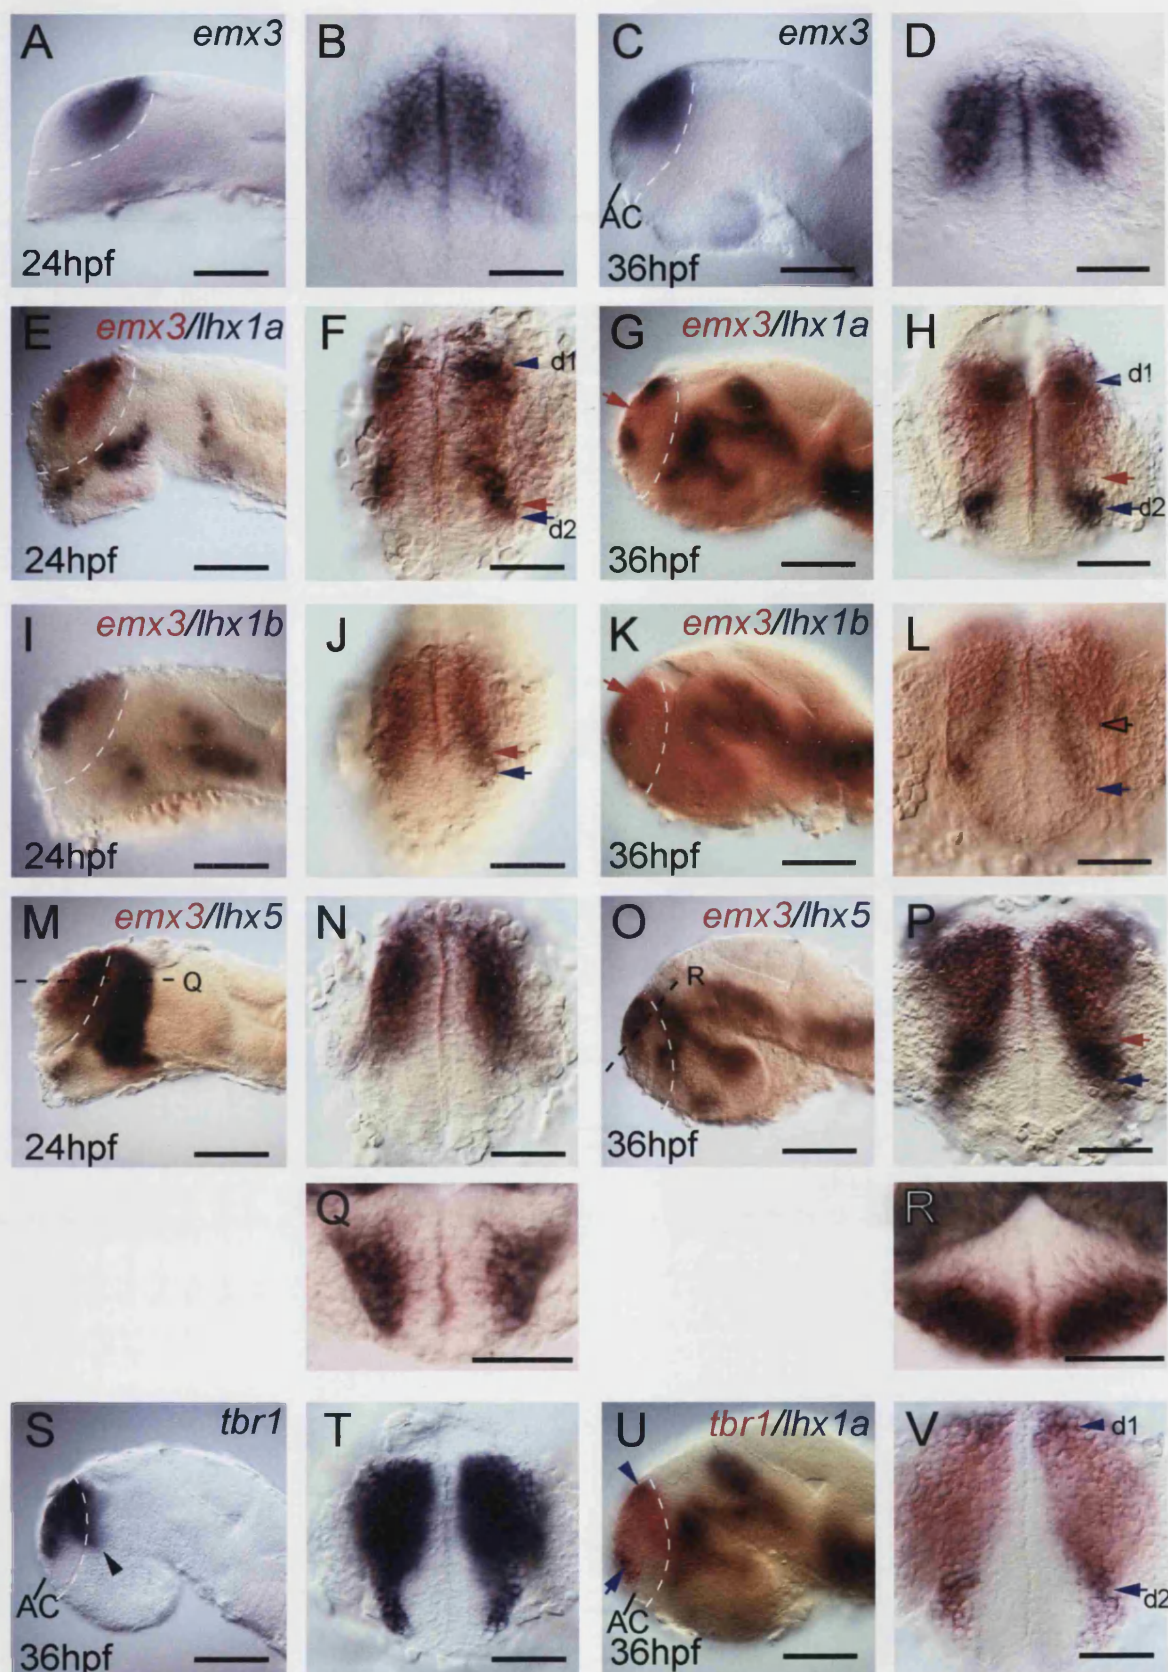 A emx3 B C emx3 D
AC
24hpf 36hpf
E emx3/lhx1a F d1 G emx3/lhx1a H d1
d2 d2
24hpf 36hpf
I emx3/lhx1b J K emx3/lhx1b L
24hpf 36hpf
M emx3/lhx5 N O emx3/lhx5 P
Q R
24hpf 36hpf
Q R
S tbr1 T U tbr1/lhx1a V d1
AC AC d2
36hpf 36hpf